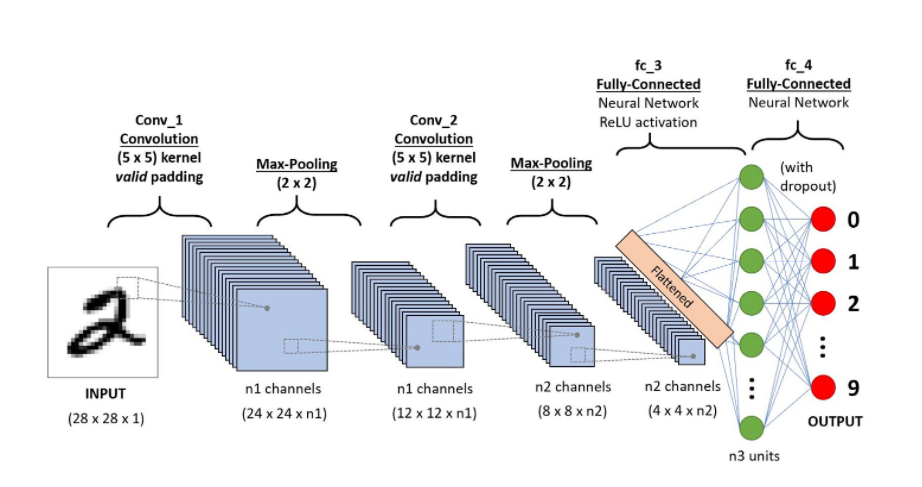 fc_3
Fully-Connected
Neural Network
ReLU activation
fc_4
Fully-Connected
Neural Network
Conv_1
Convolution
(5 x 5) kernel
valid padding
Max-Pooling
(2 x 2)
Conv_2
Convolution
(5 x 5) kernel
valid padding
Max-Pooling
(2 x 2)
(with
dropout)
Flattened
0
1
2
9
INPUT
(28 x 28 x 1)
n1 channels
(24 x 24 x n1)
n1 channels
(12 x 12 x n1)
n2 channels
(8 x 8 x n2)
n2 channels
(4 x 4 x n2)
OUTPUT
n3 units